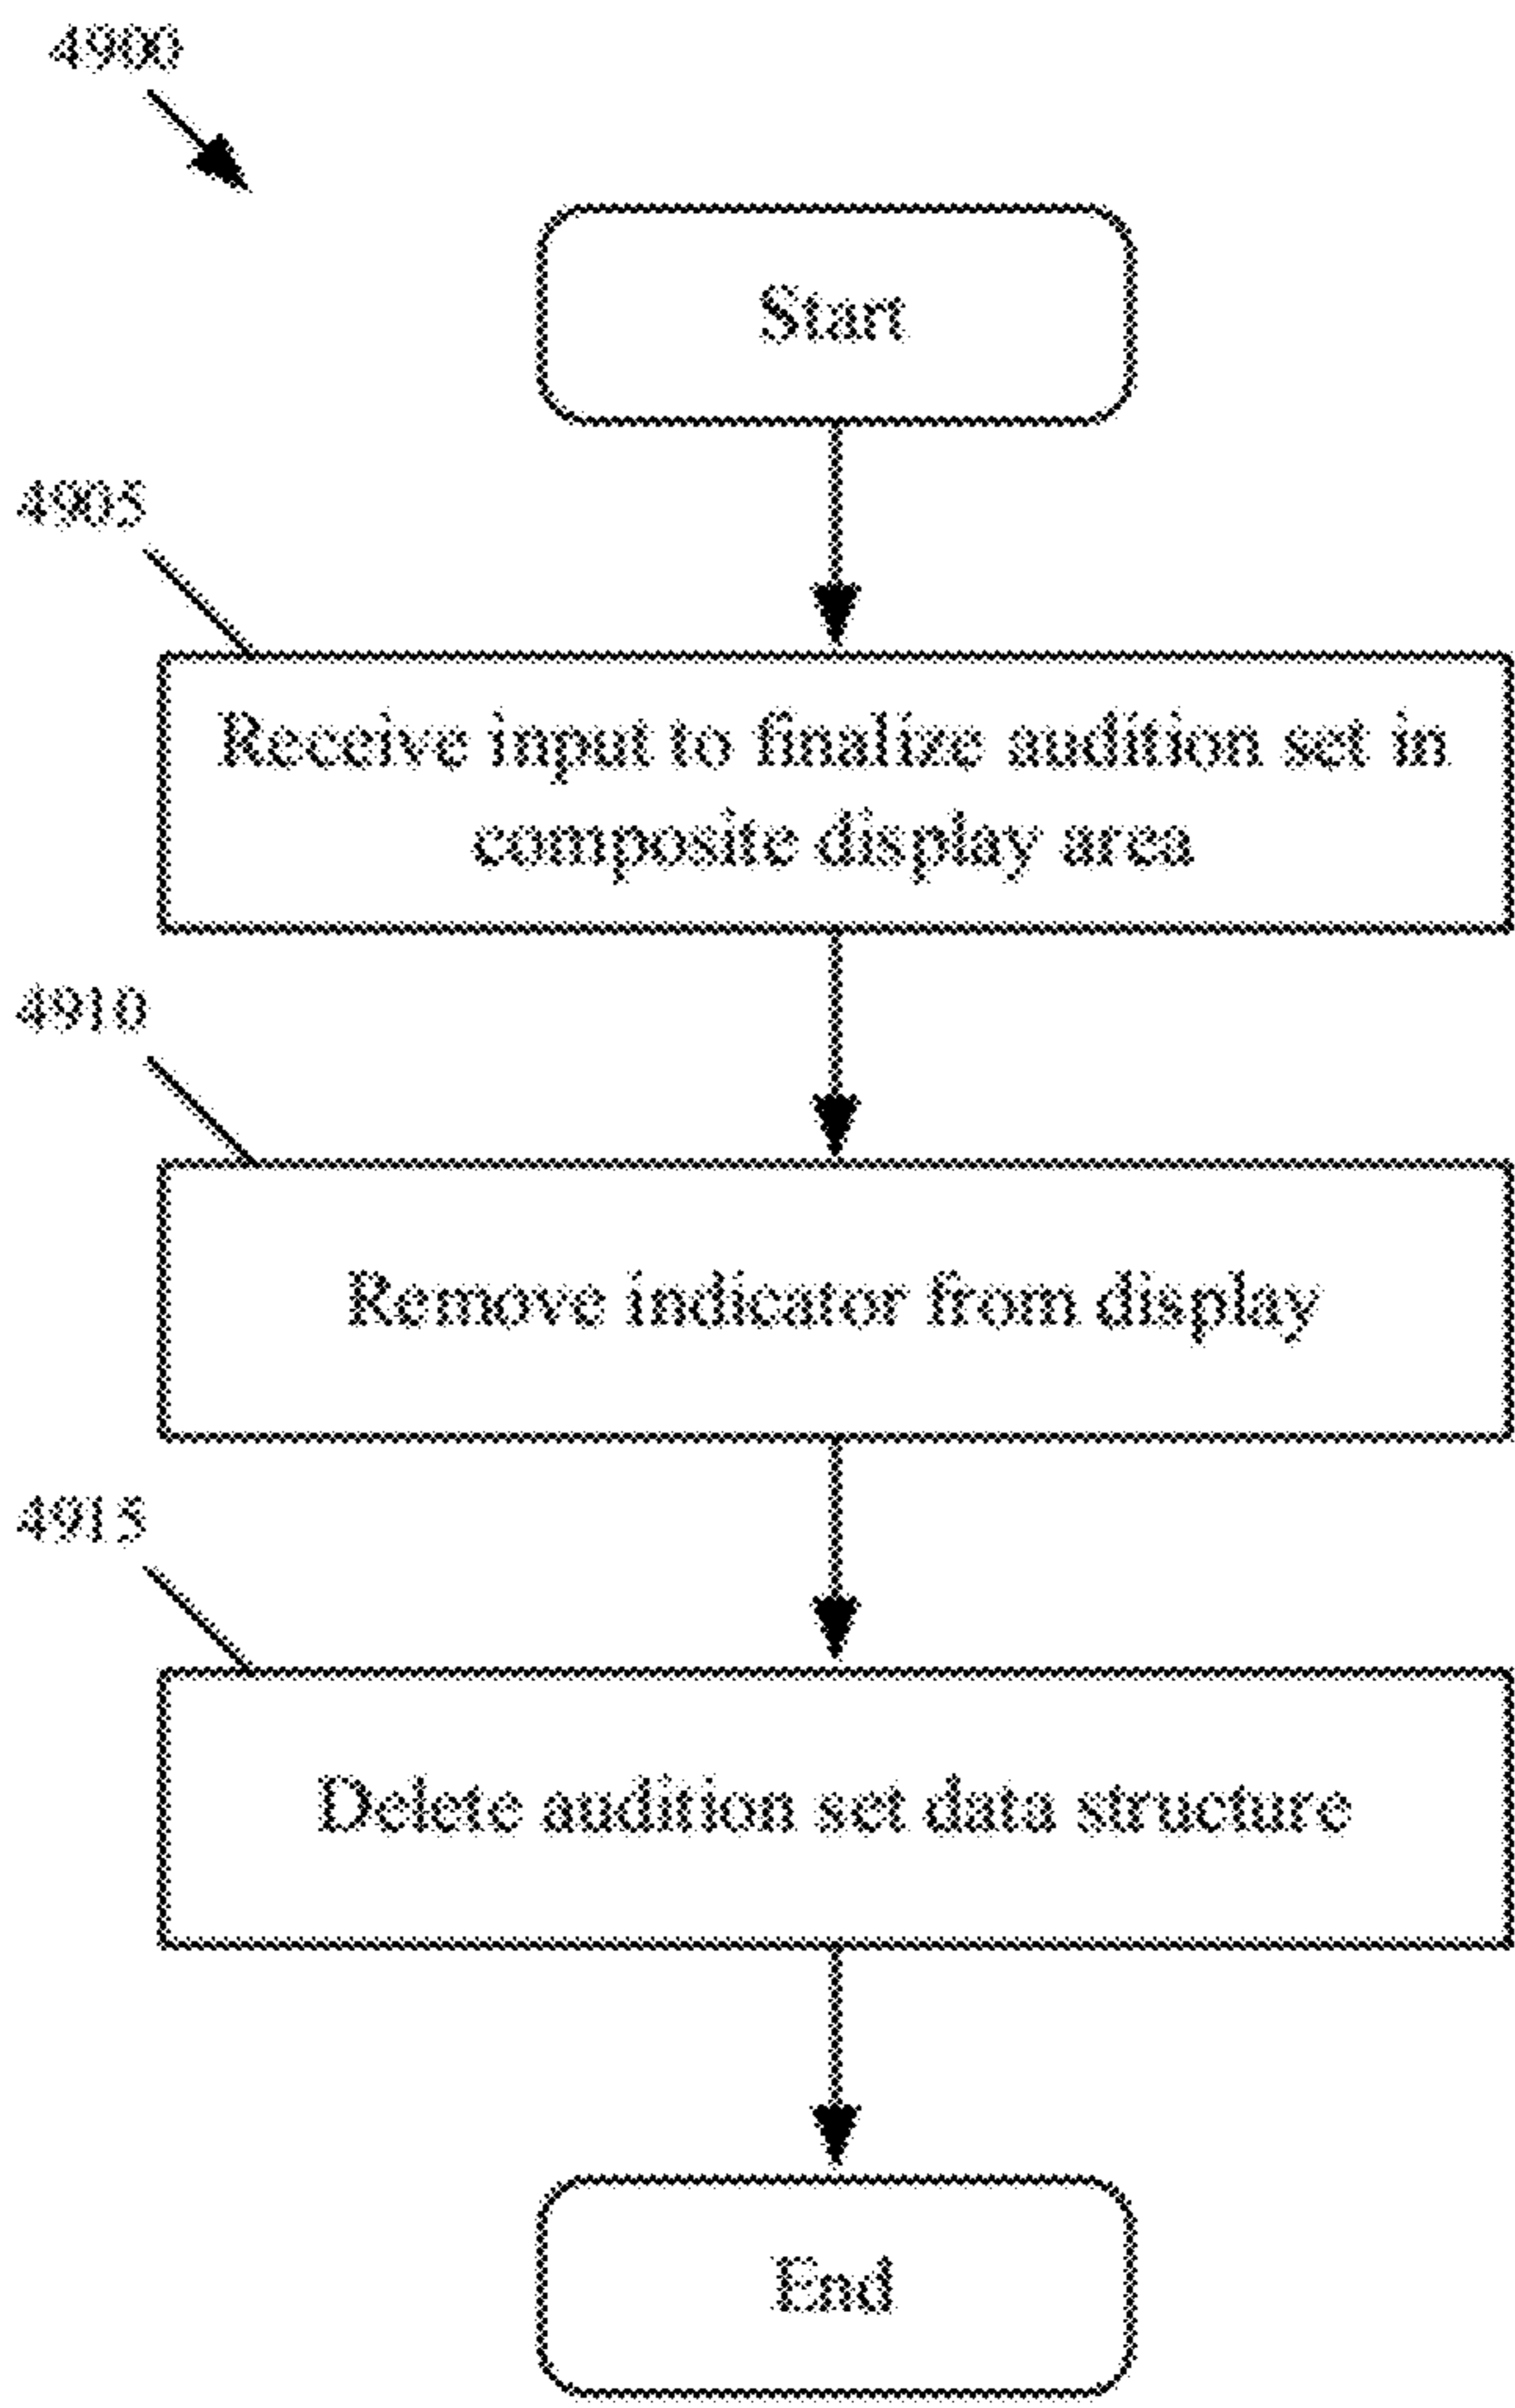 4900
Start
4905
Receive input to finalize audition set in
composite display area
4910
Remove indicator from display
4915
Delete audition set data structure
End